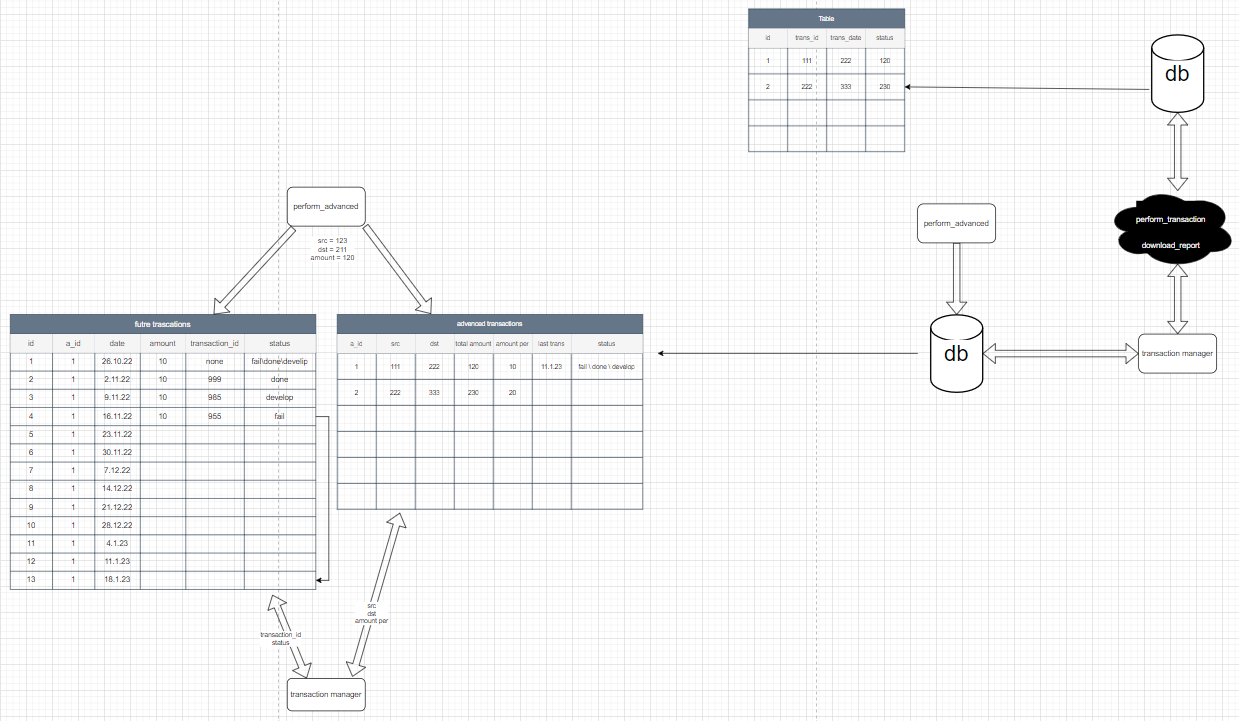 Table
id trans_id trans_date status
1 111 222 120
2 222 333 230
db
perform_advanced
src = 123
dst = 211
amount = 120
perform_advanced
perform_transaction
download_report
futre trascations
id a_id date amount transaction_id status
1 1 26.10.22 10 none fail\done\develip
2 1 2.11.22 10 999 done
3 1 9.11.22 10 985 develop
4 1 16.11.22 10 955 fail
5 1 23.11.22
6 1 30.11.22
7 1 7.12.22
8 1 14.12.22
9 1 21.12.22
10 1 28.12.22
11 1 4.1.23
12 1 11.1.23
13 1 18.1.23
advanced transactions
a_id src dst total amount amount per last trans status
1 111 222 120 10 11.1.23 fail \ done \ develop
2 222 333 230 20
db
transaction manager
src
dst
amount per
transaction_id
status
transaction manager